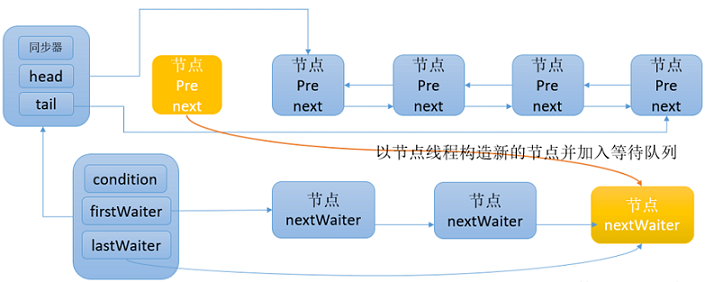 同步器
head
tail
节点
Pre
next
节点
Pre
next
节点
Pre
next
节点
Pre
next
节点
Pre
next
以节点线程构造新的节点并加入等待队列
condition
firstWaiter
lastWaiter
节点
nextWaiter
节点
nextWaiter
节点
nextWaiter